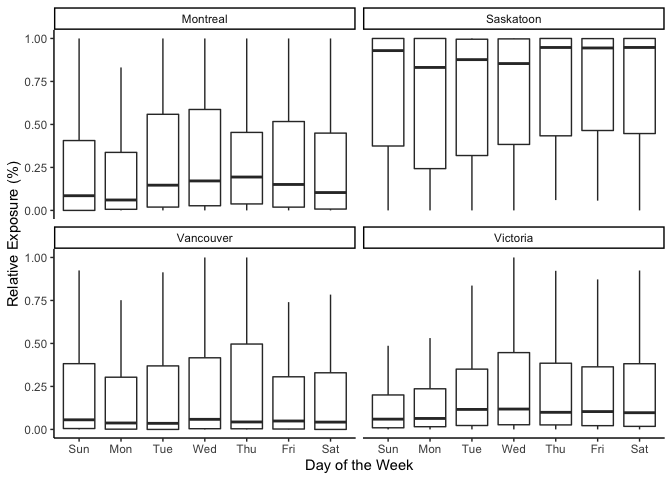 Montreal
Saskatoon
1.00
0.75
0.50
0.25
0.00
Vancouver
Victoria
1.00
0.75
0.50
0.25
0.00
Sun Mon Tue Wed Thu Fri Sat
Sun Mon Tue Wed Thu Fri Sat
Day of the Week
Relative Exposure (%)